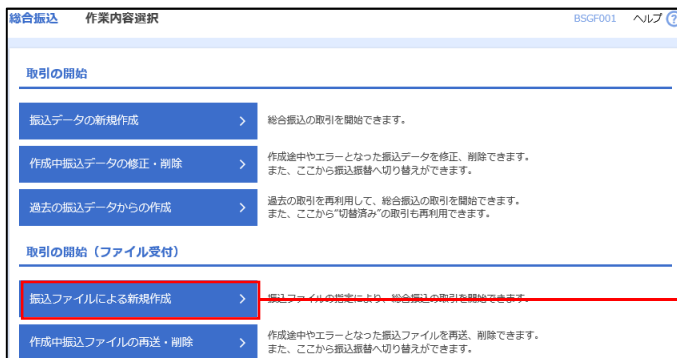 総合振込 作業内容選択 BSGF001 ヘルプ ?
取引の開始
振込データの新規作成 > 総合振込の取引を開始できます。
作成中振込データの修正・削除 > 作成途中やエラーとなった振込データを修正、削除できます。
また、ここから振込振替へ切り替えができます。
過去の振込データからの作成 > 過去の取引を再利用して、総合振込の取引を開始できます。
また、ここから“切替済み”の取引も再利用できます。
取引の開始（ファイル受付）
振込ファイルによる新規作成 > 振込ファイルの指定により、総合振込の取引を開始できます。
作成中振込ファイルの再送・削除 > 作成途中やエラーとなった振込ファイルを再送、削除できます。
また、ここから振込振替へ切り替えができます。